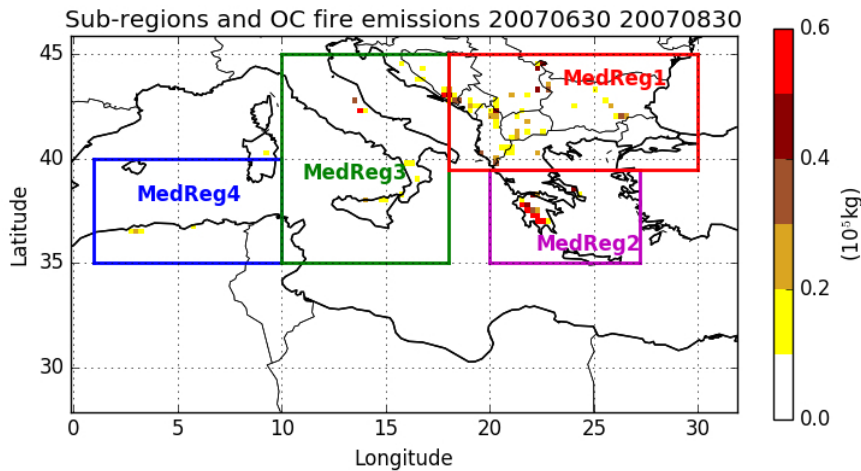 Sub-regions and OC fire emissions 20070630 20070830
45
40
35
30
Latitude
0
5
10
15
20
25
30
Longitude
MedReg1
MedReg3
MedReg4
MedReg2
0.6
0.4
0.2
0.0
(10⁵kg)